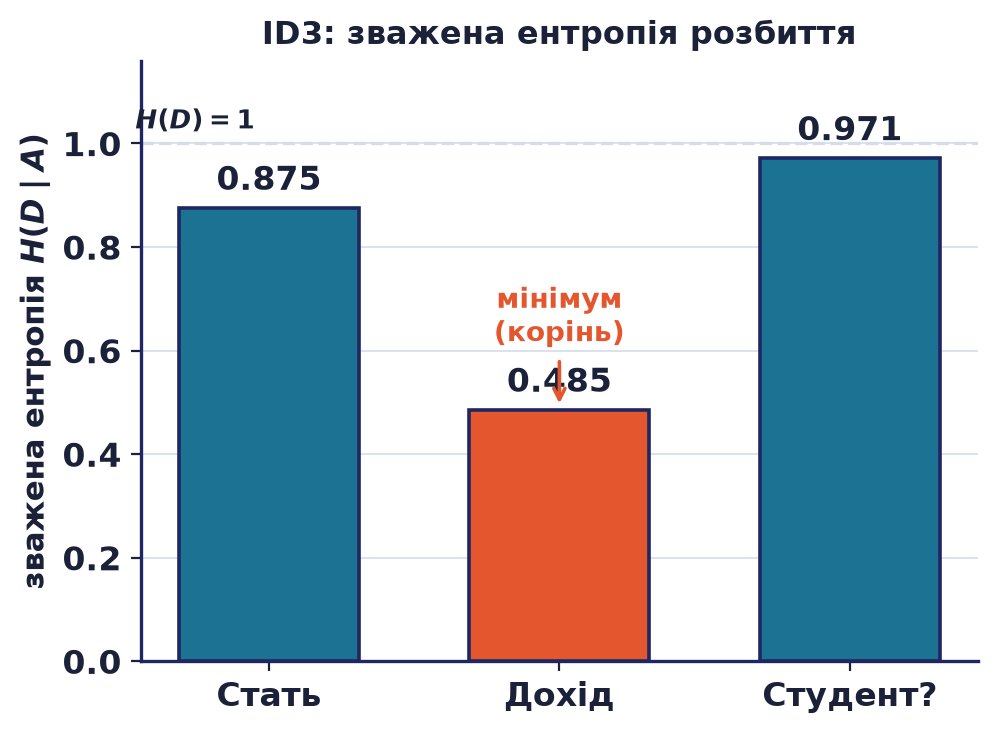 ID3: зважена ентропія розбиття
зважена ентропія H(D | A)
H(D) = 1
1.0
0.8
0.6
0.4
0.2
0.0
0.875
мінімум
(корінь)
0.485
0.971
Стать
Дохід
Студент?